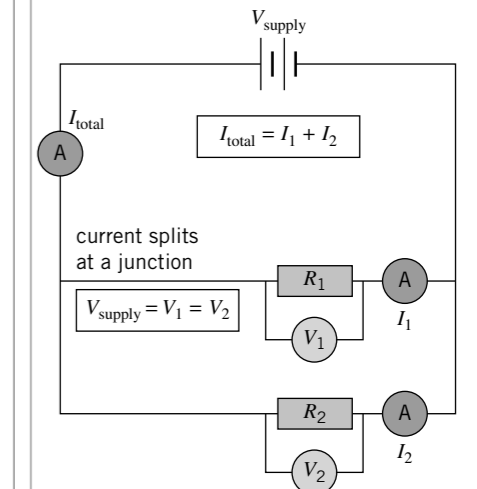 V_supply
I_total
A
I_total = I_1 + I_2
current splits
at a junction
R_1
A
V_supply = V_1 = V_2
V_1
I_1
R_2
A
V_2
I_2